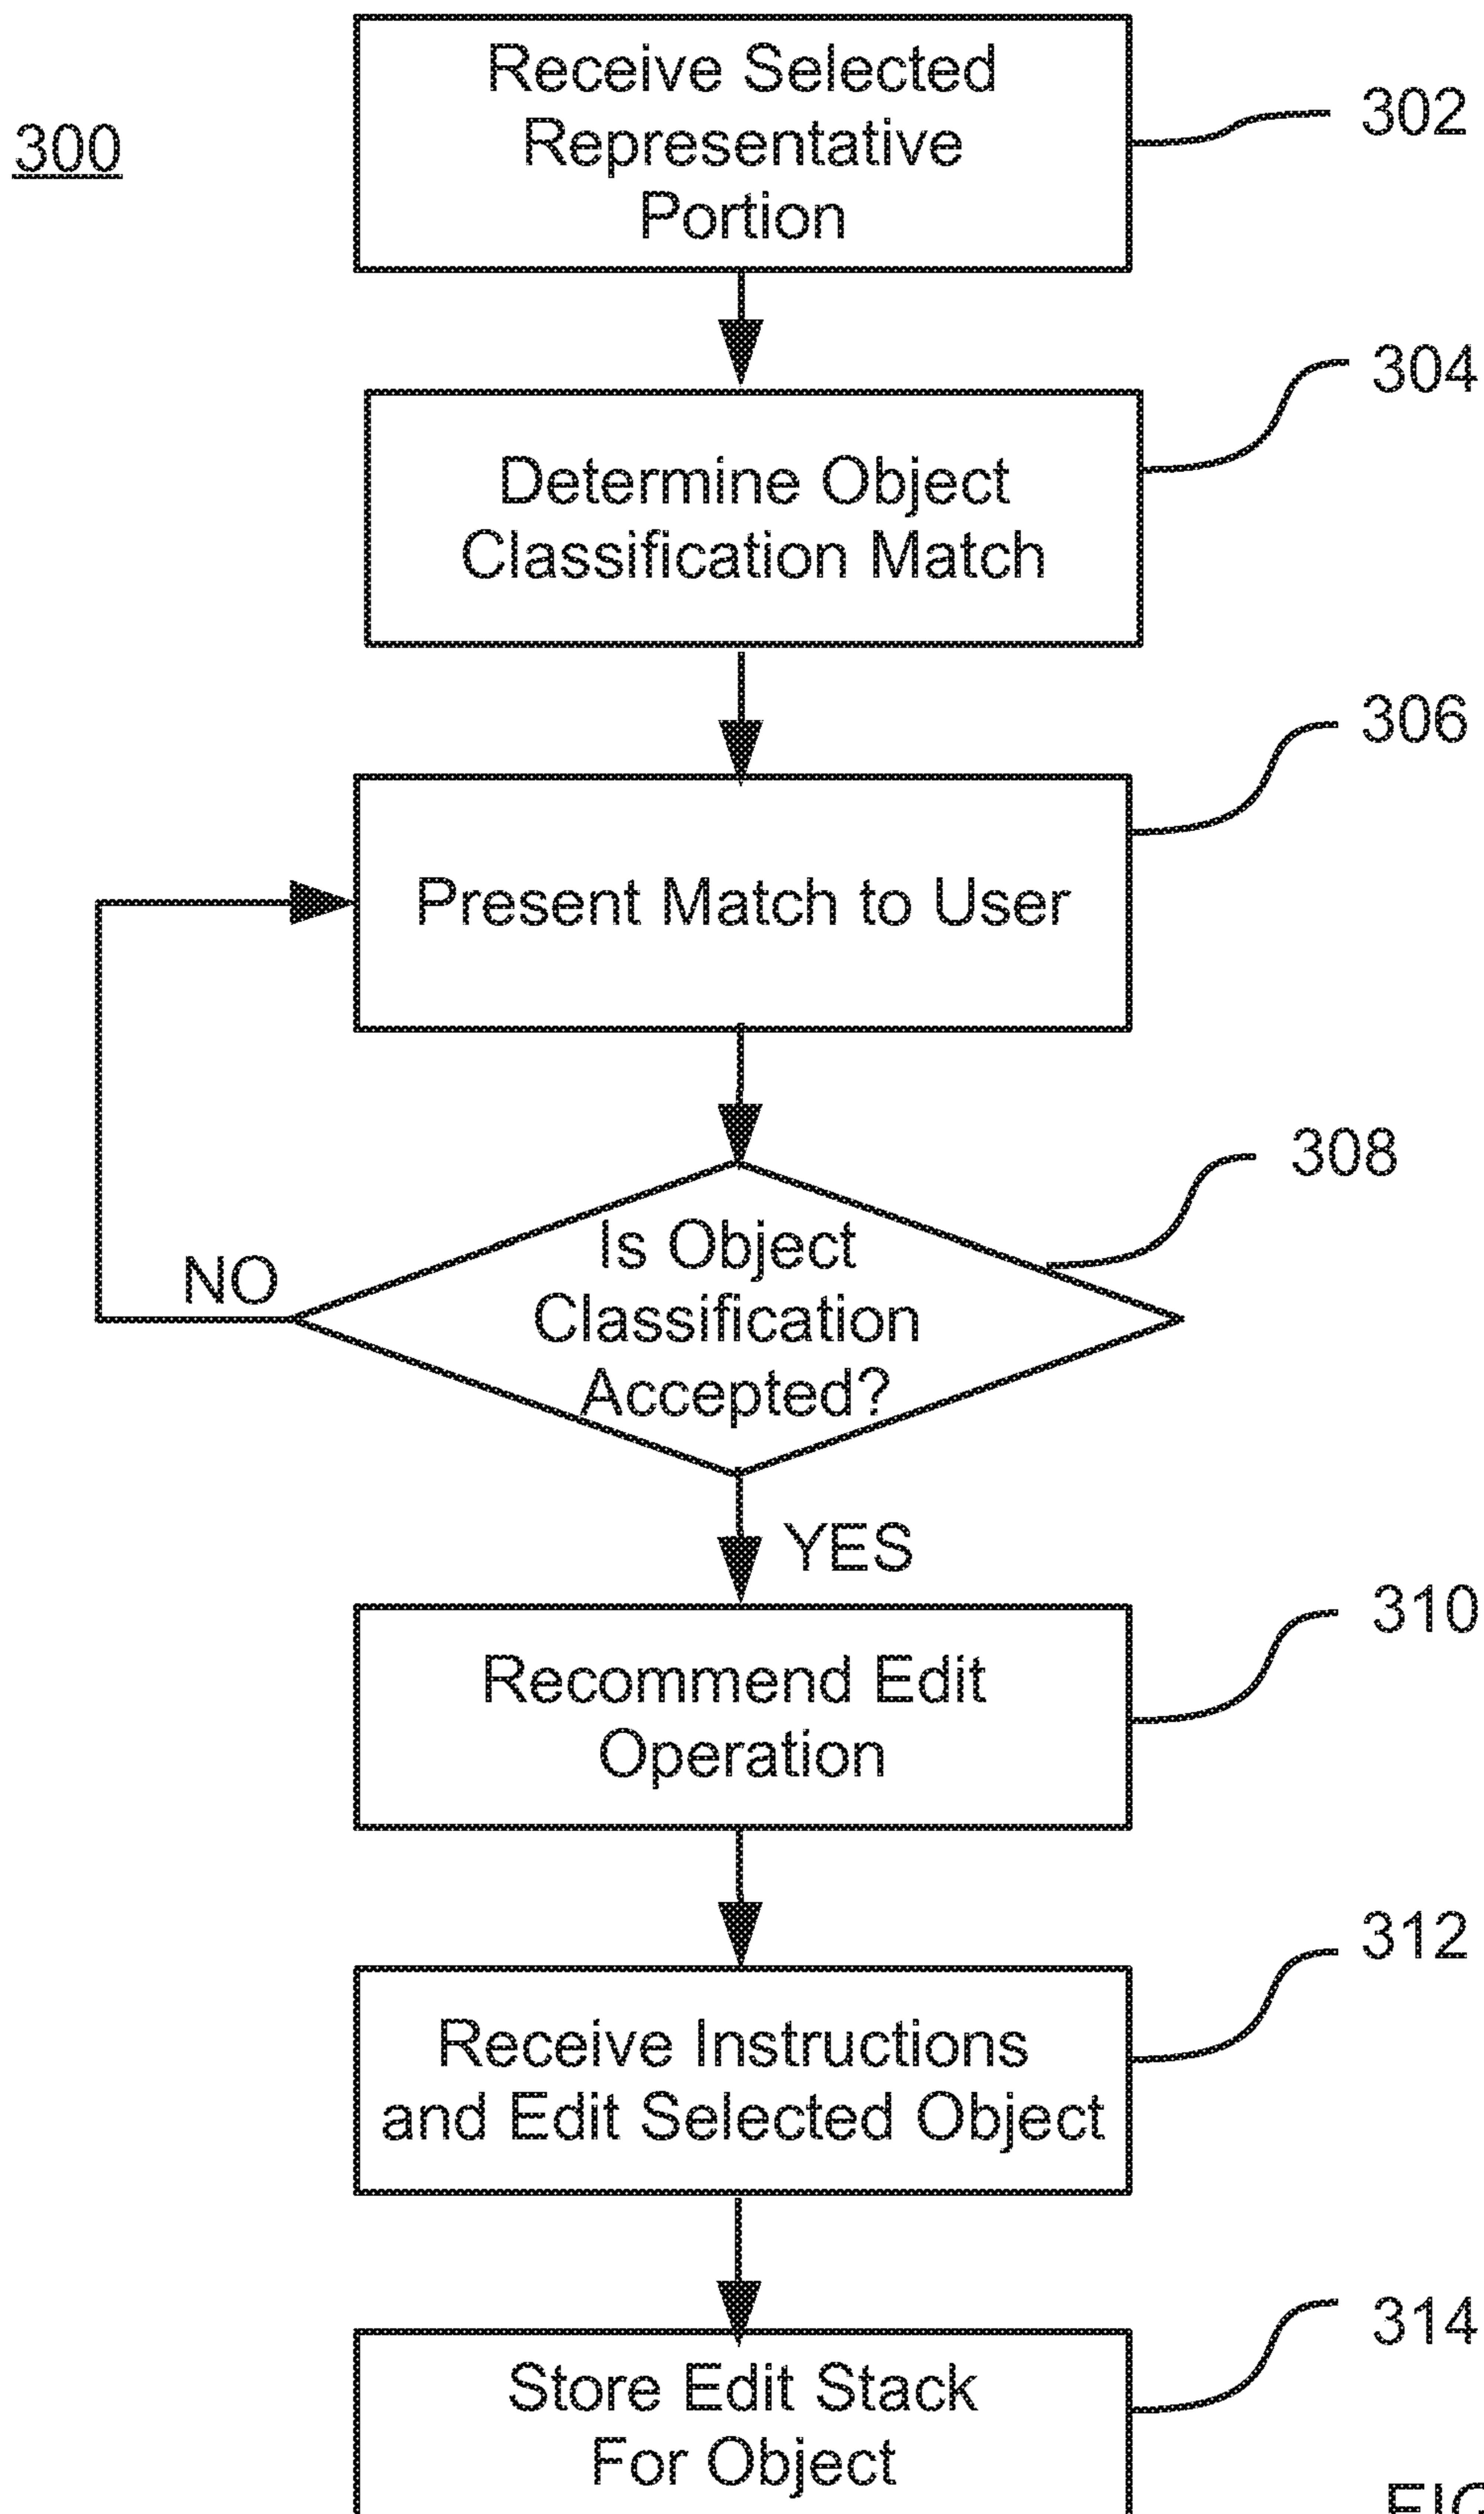 300
Receive Selected
Representative
Portion
302
Determine Object
Classification Match
304
Present Match to User
306
Is Object
Classification
Accepted?
308
NO
YES
Recommend Edit
Operation
310
Receive Instructions
and Edit Selected Object
312
Store Edit Stack
For Object
314